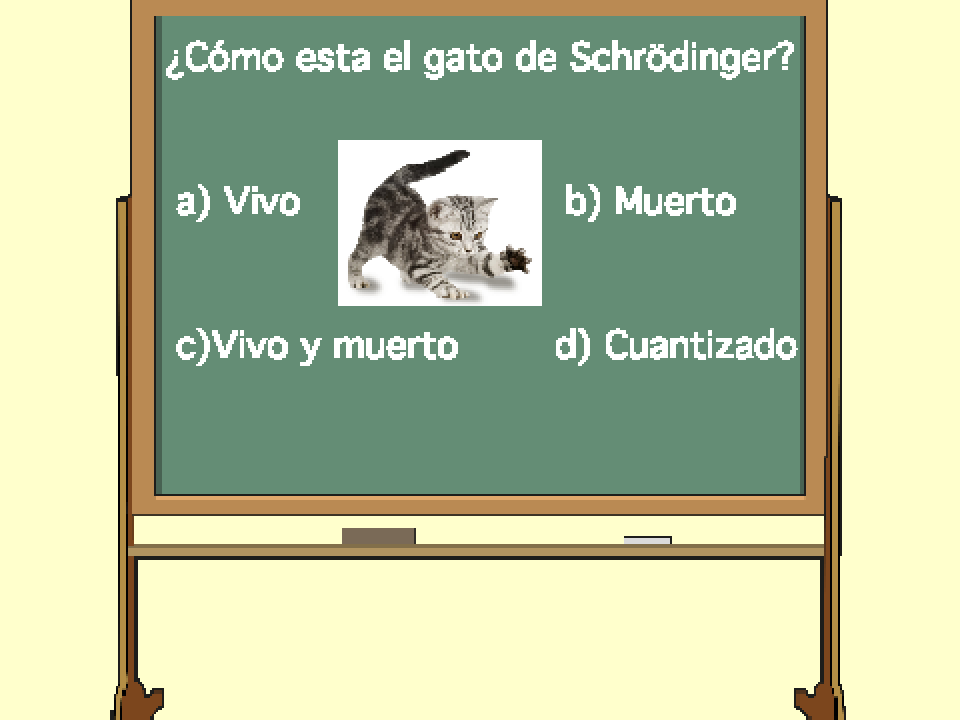 ¿Cómo esta el gato de Schrödinger?
a) Vivo
b) Muerto
c)Vivo y muerto
d) Cuantizado